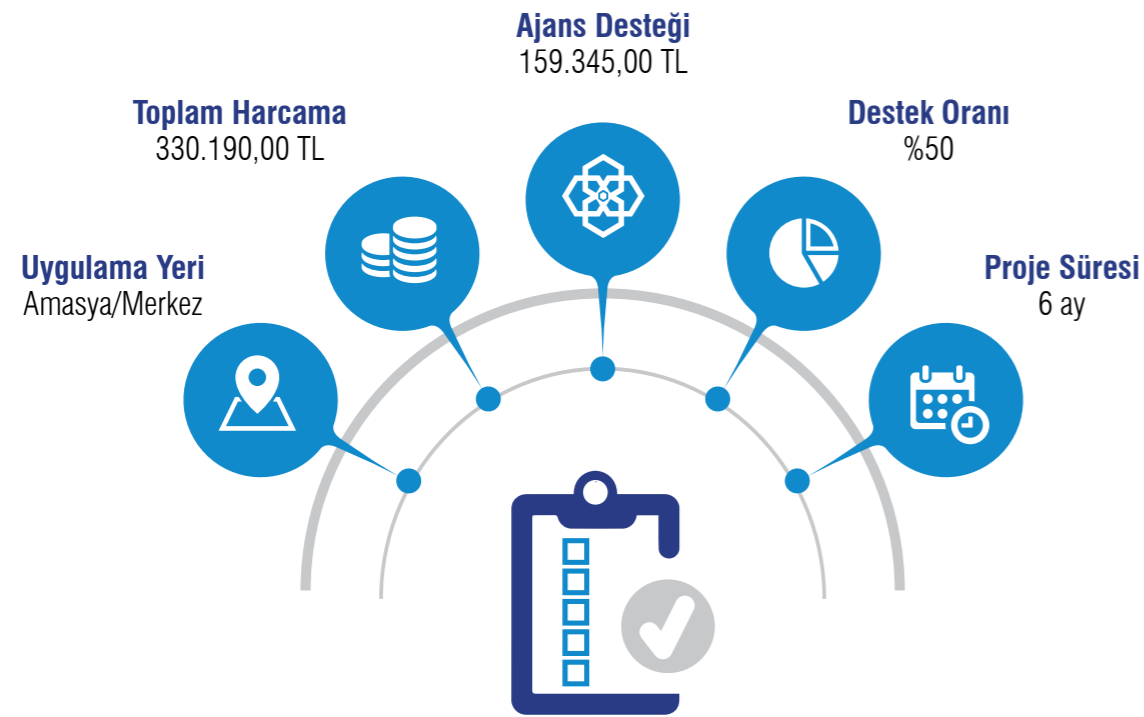 Ajans Desteği
159.345,00 TL
Toplam Harcama
330.190,00 TL
Destek Oranı
%50
Uygulama Yeri
Amasya/Merkez
Proje Süresi
6 ay